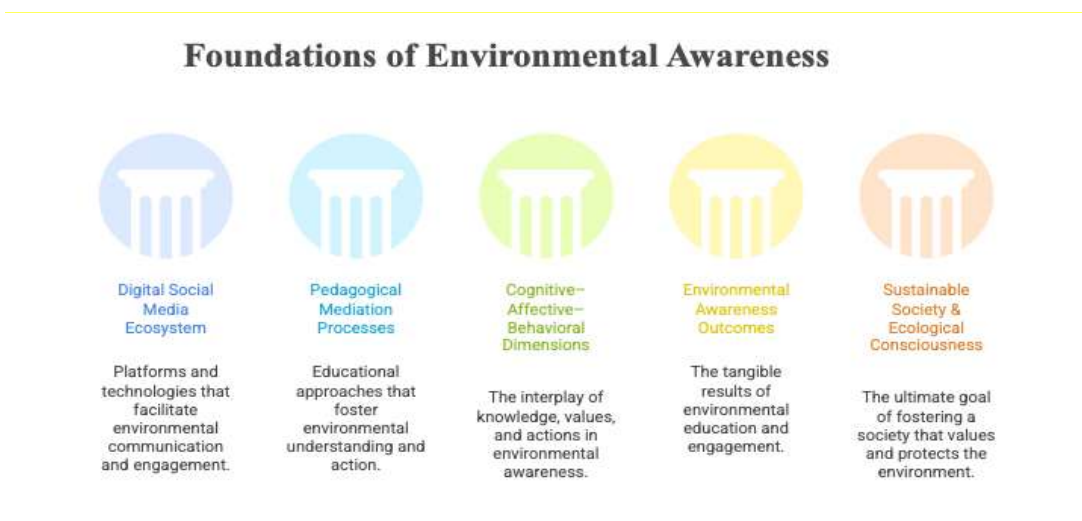 Foundations of Environmental Awareness
Digital Social
Media
Ecosystem
Platforms and
technologies that
facilitate
environmental
communication
and engagement.
Pedagogical
Mediation
Processes
Educational
approaches that
foster
environmental
understanding and
action.
Cognitive–
Affective–
Behavioral
Dimensions
The interplay of
knowledge, values,
and actions in
environmental
awareness.
Environmental
Awareness
Outcomes
The tangible
results of
environmental
education and
engagement.
Sustainable
Society &
Ecological
Consciousness
The ultimate goal
of fostering a
society that values
and protects the
environment.